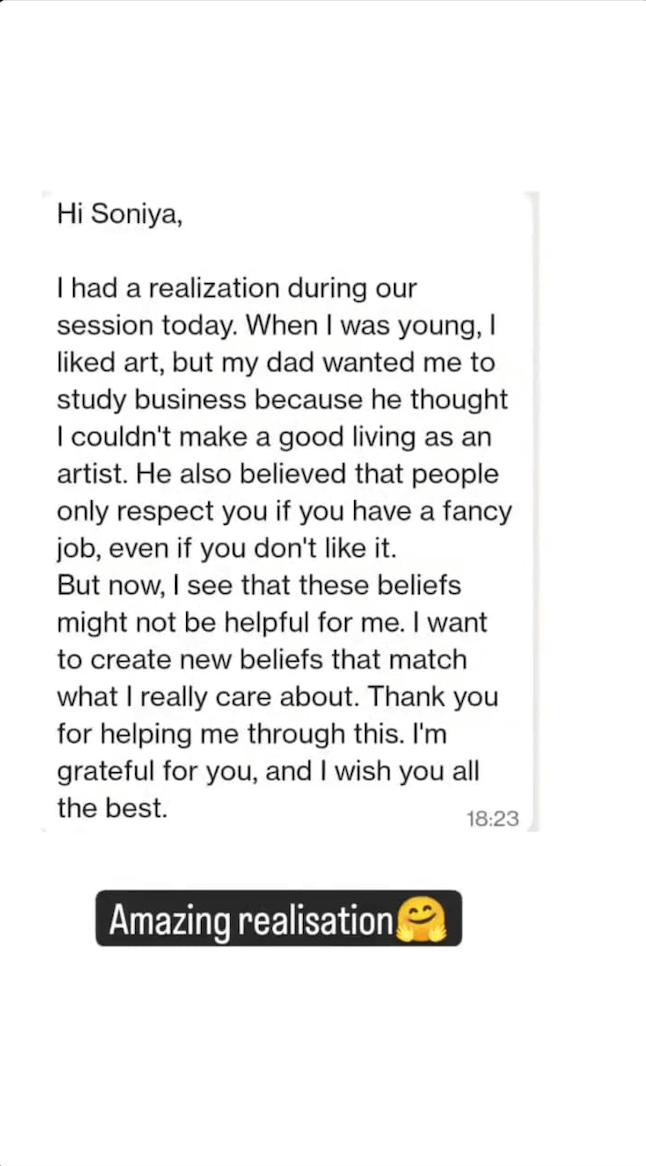 Hi Soniya,
I had a realization during our
session today. When I was young, I
liked art, but my dad wanted me to
study business because he thought
I couldn't make a good living as an
artist. He also believed that people
only respect you if you have a fancy
job, even if you don't like it.
But now, I see that these beliefs
might not be helpful for me. I want
to create new beliefs that match
what I really care about. Thank you
for helping me through this. I'm
grateful for you, and I wish you all
the best.
18:23
Amazing realisation🤗